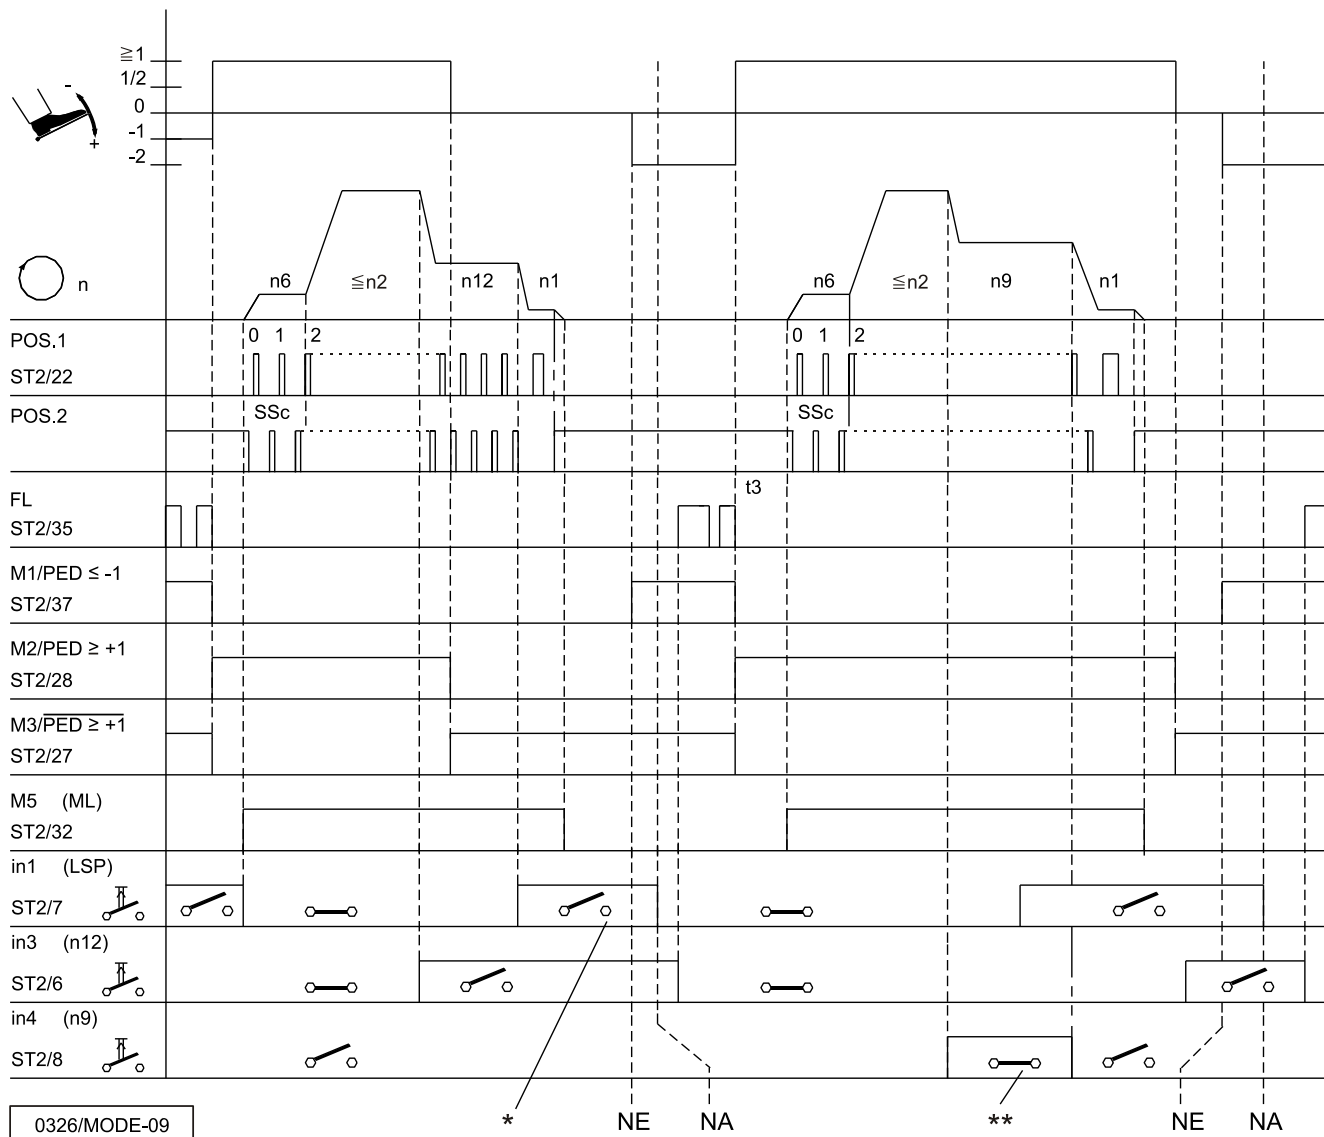 ≧1
1/2
0
-1
-2
-
+
n
n6
≦n2
n12
n1
n6
≦n2
n9
n1
POS.1
0 1 2
0 1 2
ST2/22
POS.2
SSc
SSc
FL
t3
ST2/35
M1/PED ≤ -1
ST2/37
M2/PED ≥ +1
ST2/28
M3/PED ≥ +1
ST2/27
M5 (ML)
ST2/32
in1 (LSP)
ST2/7
in3 (n12)
ST2/6
in4 (n9)
ST2/8
0326/MODE-09
* NE NA ** NE NA